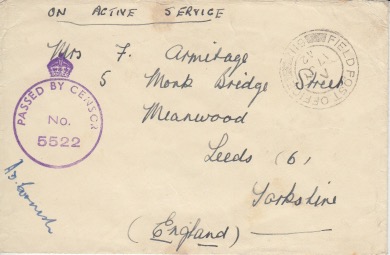 ON ACTIVE SERVICE
Mrs F. Armitage
5 Monk Bridge Street
Meanwood
Leeds (6)
Yorkshire
(England)
PASSED BY CENSOR
No.
5522
FIELD POST OFFICE